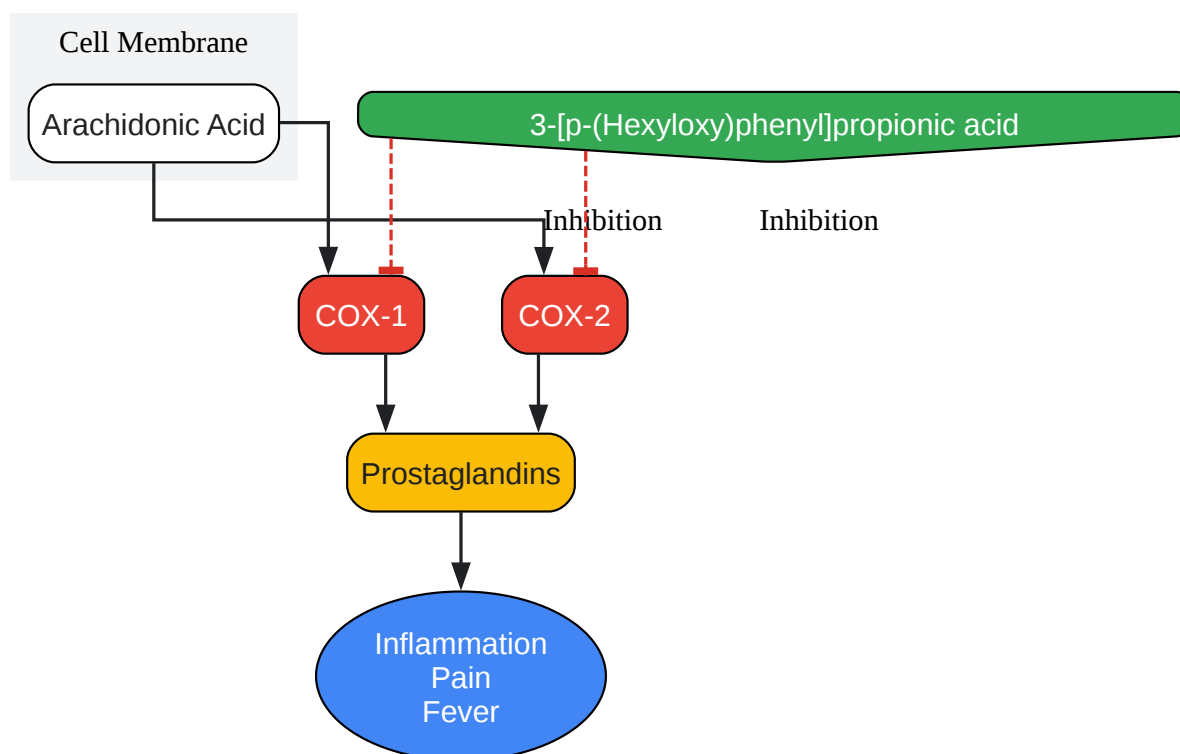 Cell Membrane
Arachidonic Acid
3-[p-(Hexyloxy)phenyl]propionic acid
Inhibition
Inhibition
COX-1
COX-2
Prostaglandins
Inflammation
Pain
Fever